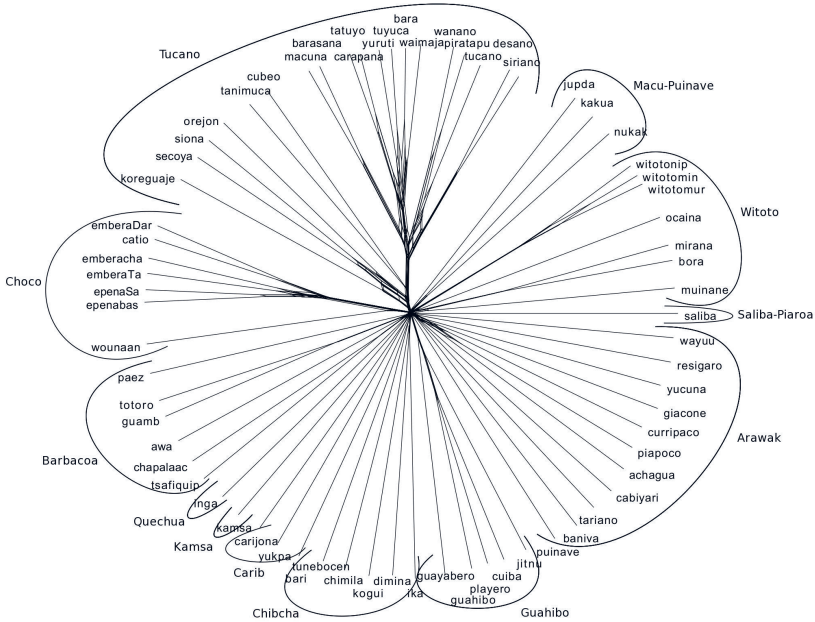 bara
tatuyo tuyuca wanano
barasana yuruti waimaja piratapu desano
Tucano
macuna carapana tucano siriano
cubeo
tanimuca
orejon
siona
secoya
koreguaje
jupda
Macu-Puinave
kakua
nukak
witotonip
witotomin
witotomur
Witoto
ocaina
mirana
bora
muinane
saliba
Saliba-Piaroa
emberaDar
catio
emberacha
emberaTa
Choco
epenaSa
epenabas
wounaan
paez
totoro
guamb
awa
Barbacoa
chapalaac
tsafiquip
inga
Quechua
kamsa
Kamsa
carijona
yukpa
Carib
tunebocen
bari
chimila
kogui
dimina
ika
Chibcha
guayabero
guahibo
playero
cuiba
jitnu
Guahibo
puinave
baniva
tariano
cabiyari
achagua
piapoco
curripaco
Arawak
giacone
yucuna
resigaro
wayuu